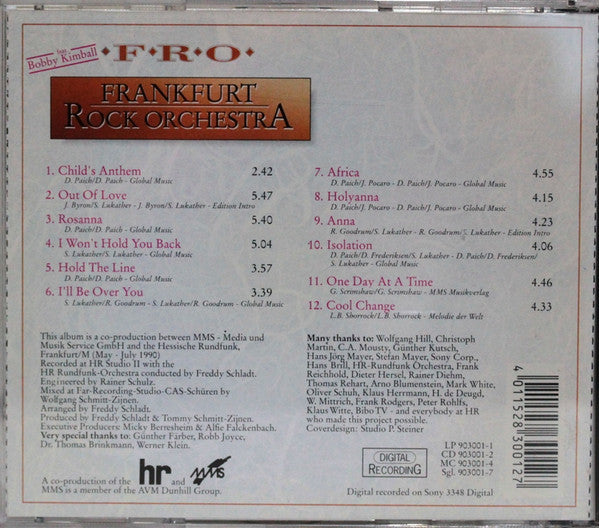 feat.
Bobby Kimball
F·R·O·
FRANKFURT
ROCK ORCHESTRA
1. Child's Anthem 2.42
D. Paich/D. Paich - Global Music
2. Out Of Love 5.47
J. Byron/S. Lukather - J. Byron/S. Lukather - Edition Intro
3. Rosanna 5.40
D. Paich/D. Paich - Global Music
4. I Won't Hold You Back 5.04
S. Lukather/S. Lukather - Global Music
5. Hold The Line 3.57
D. Paich/D. Paich - Global Music
6. I'll Be Over You 3.39
S. Lukather/R. Goodrum - S. Lukather/R. Goodrum - Global Music
This album is a co-production between MMS - Media und
Musik Service GmbH and the Hessische Rundfunk,
Frankfurt/M (May - July 1990)
Recorded at HR Studio II with the
HR Rundfunk-Orchestra conducted by Freddy Schladt.
Engineered by Rainer Schulz.
Mixed at Far-Recording-Studio-CAS-Schüren by
Wolfgang Schmitt-Zijnen.
Arranged by Freddy Schladt.
Produced by Freddy Schladt & Tommy Schmitt-Zijnen.
Executive Producers: Micky Bernesheim & Alfie Falckenbach.
Very special thanks to: Günther Färber, Robb Joyce,
Dr. Thomas Brinkmann, Werner Klein.
A co-production of the hr and MMS
MMS is a member of the AVM Dunhill Group.
7. Africa 4.55
D. Paich/J. Pocaro - D. Paich/J. Pocaro - Global Music
8. Holyanna 4.15
D. Paich/J. Pocaro - D. Paich/J. Pocaro - Global Music
9. Anna 4.23
R. Goodrum/S. Lukather - R. Goodrum/S. Lukather - Edition Intro
10. Isolation 4.06
D. Paich/D. Frederiksen/S. Lukather - D. Paich/D. Frederiksen/
S. Lukather - Global Music
11. One Day At A Time 4.46
G. Scrimshaw/G. Scrimshaw - MMS Musikverlag
12. Cool Change 4.33
L.B. Shorrock/L.B. Shorrock - Melodie der Welt
Many thanks to: Wolfgang Hill, Christoph
Martin, C.A. Mousty, Günther Kutsch,
Hans Jörg Mayer, Stefan Mayer, Sony Corp.,
Hans Brill, HR-Rundfunk Orchestra, Frank
Reichhold, Dieter Hersel, Rainer Diehm,
Thomas Rehart, Arno Blumenstein, Mark White,
Oliver Schuh, Klaus Herrmann, H. de Deugd,
W. Mittrich, Frank Rodgers, Peter Rohlfs,
Klaus Witte, Bibo TV - and everybody at HR
who made this project possible.
Coverdesign: Studio P. Steiner
DIGITAL
RECORDING
LP 903001-1
CD 903001-2
MC 903001-4
Sgl. 903001-7
Digital recorded on Sony 3348 Digital
4 011528 300127